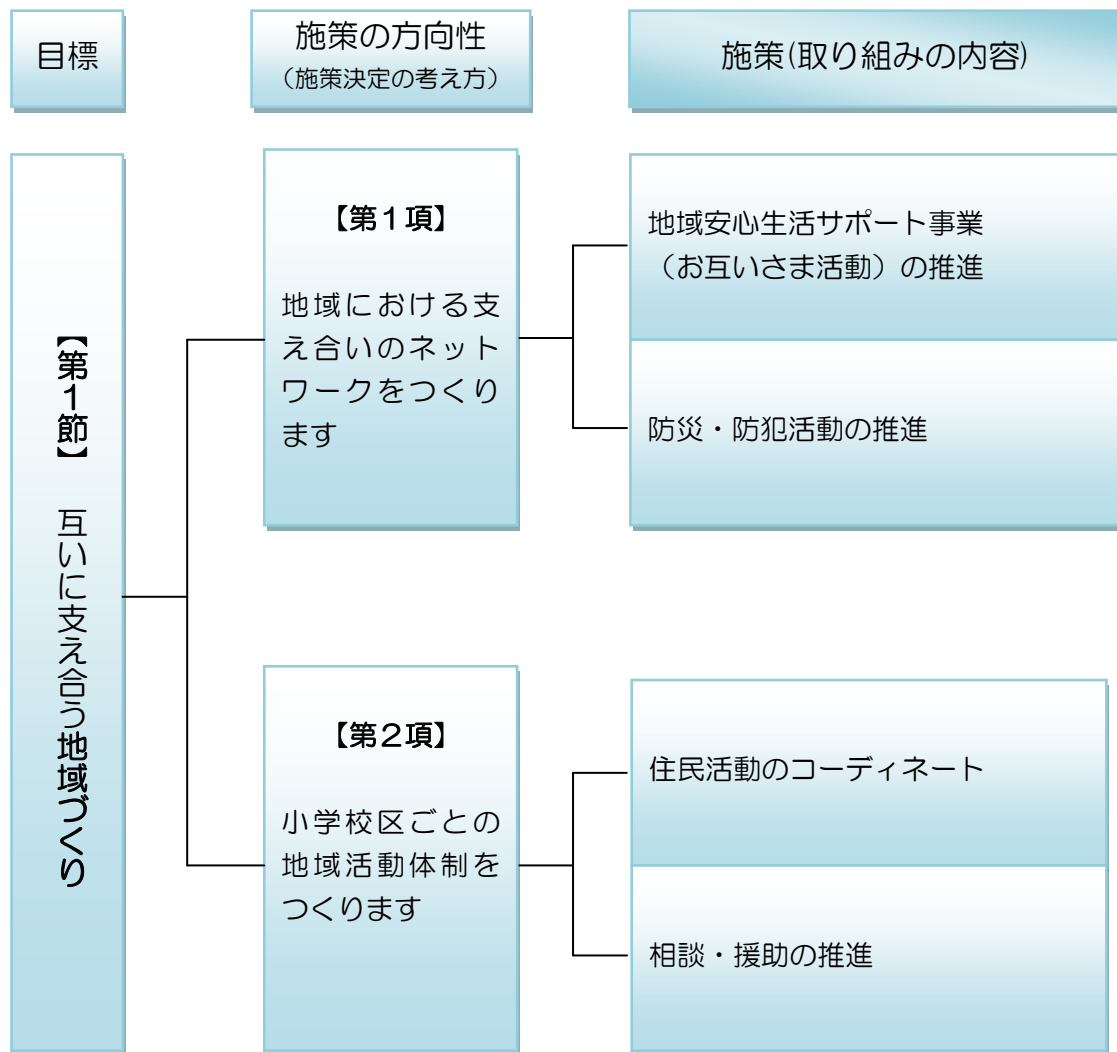 目標
施策の方向性
（施策決定の考え方）
施策(取り組みの内容)
【第１節】　互いに支え合う地域づくり
【第１項】
地域における支
え合いのネット
ワークをつくり
ます
地域安心生活サポート事業
（お互いさま活動）の推進
防災・防犯活動の推進
【第２項】
小学校区ごとの
地域活動体制を
つくります
住民活動のコーディネート
相談・援助の推進